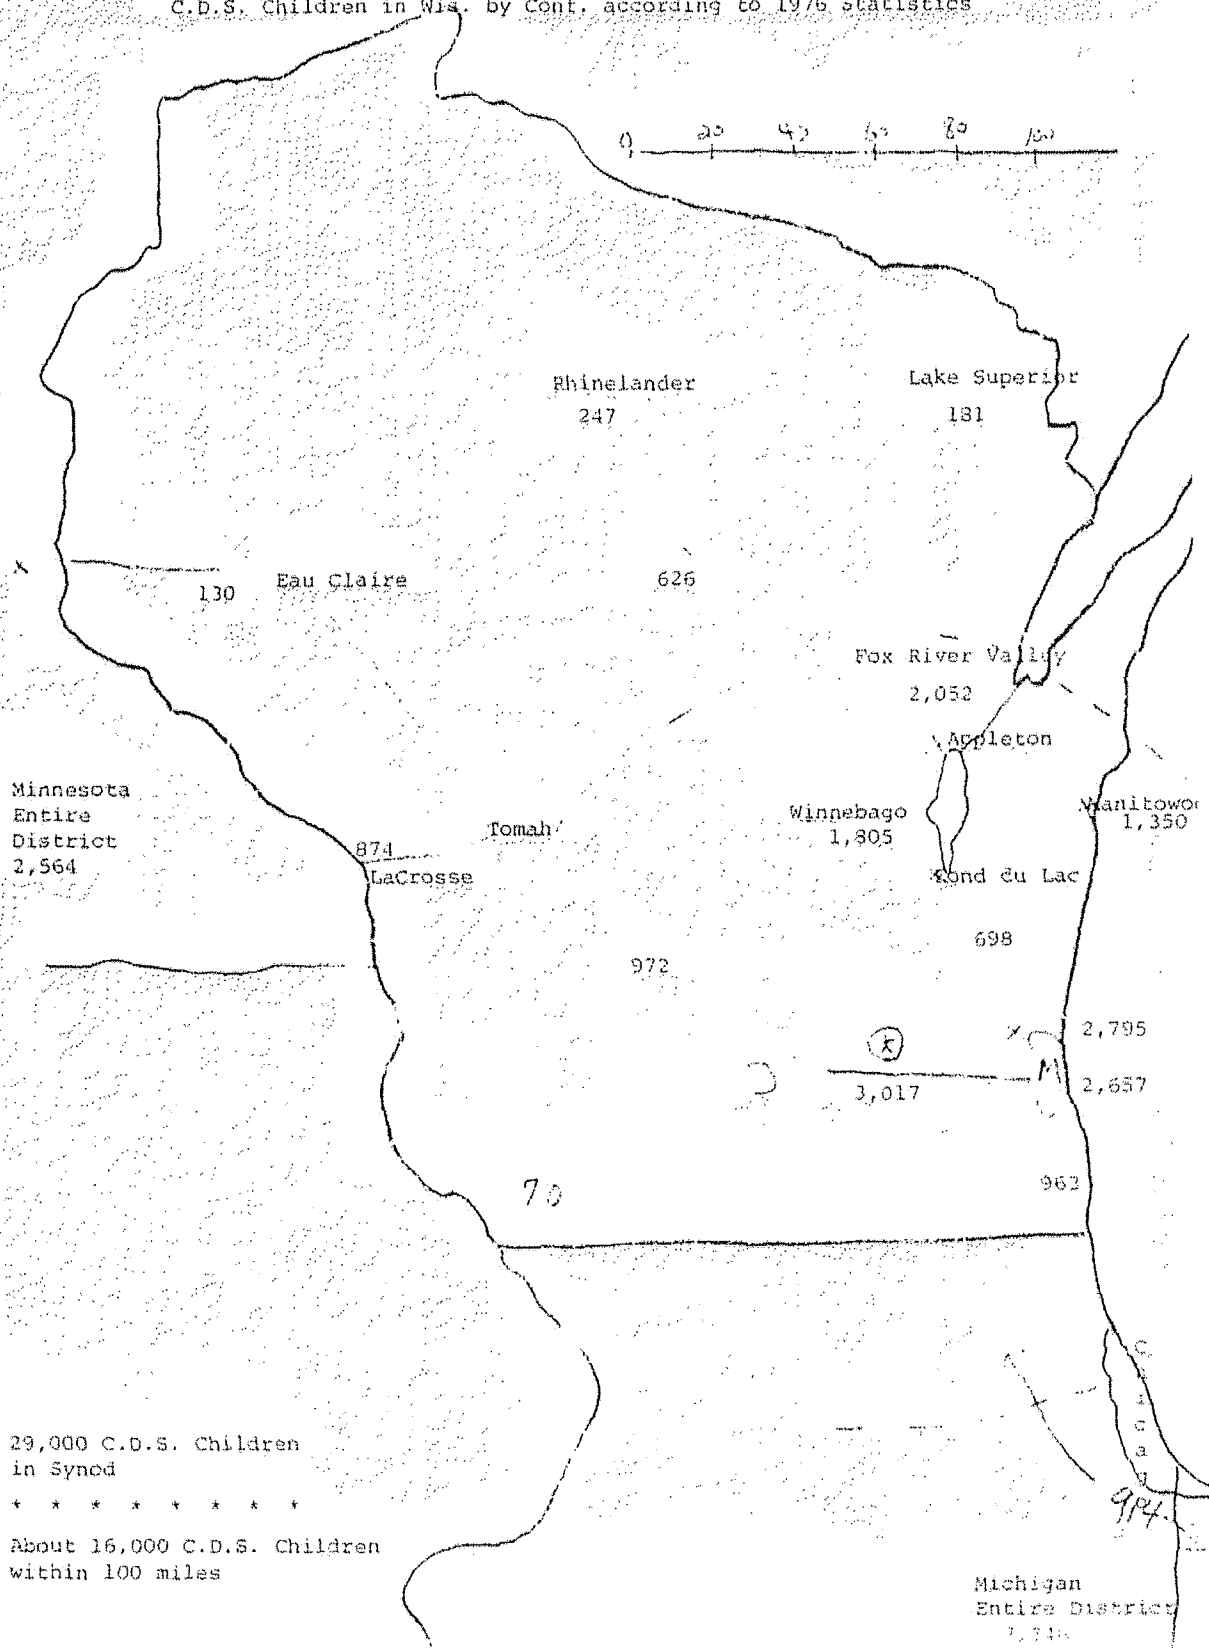 C.D.S. Children in Wis. by Conf. according to 1976 Statistics
0 20 40 60 80 100
Rhinelander
247
Lake Superior
181
x
130
Eau Claire
626
Fox River Valley
2,052
Appleton
Minnesota
Entire
District
2,564
Winnebago
1,805
Manitowoc
1,350
Tomah
874
LaCrosse
Fond du Lac
698
972
x
2,795
K
M
3,017
2,657
70
963
29,000 C.D.S. Children
in Synod
* * * * * * * *
About 16,000 C.D.S. Children
within 100 miles
Michigan
Entire District